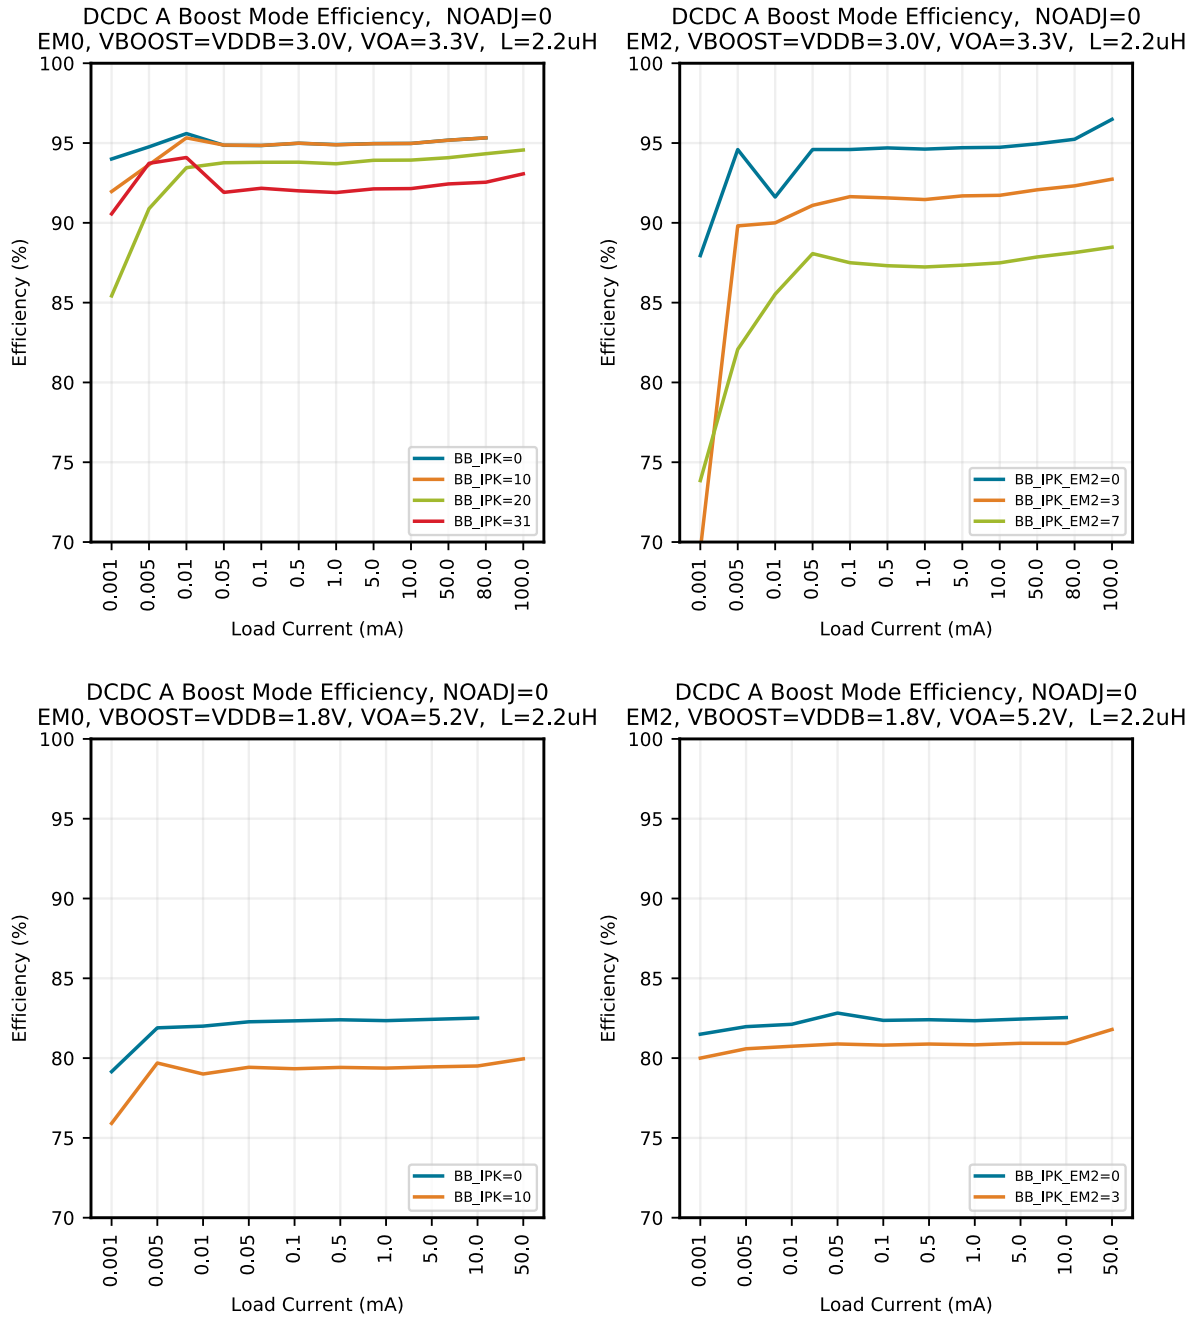 DCDC A Boost Mode Efficiency,  NOADJ=0
EM0, VBOOST=VDDB=3.0V, VOA=3.3V,  L=2.2uH
100
95
90
85
80
75
70
Efficiency (%)
BB_IPK=0
BB_IPK=10
BB_IPK=20
BB_IPK=31
0.001
0.005
0.01
0.05
0.1
0.5
1.0
5.0
10.0
50.0
80.0
100.0
Load Current (mA)
DCDC A Boost Mode Efficiency,  NOADJ=0
EM2, VBOOST=VDDB=3.0V, VOA=3.3V,  L=2.2uH
100
95
90
85
80
75
70
Efficiency (%)
BB_IPK_EM2=0
BB_IPK_EM2=3
BB_IPK_EM2=7
0.001
0.005
0.01
0.05
0.1
0.5
1.0
5.0
10.0
50.0
80.0
100.0
Load Current (mA)
DCDC A Boost Mode Efficiency, NOADJ=0
EM0, VBOOST=VDDB=1.8V, VOA=5.2V,  L=2.2uH
100
95
90
85
80
75
70
Efficiency (%)
BB_IPK=0
BB_IPK=10
0.001
0.005
0.01
0.05
0.1
0.5
1.0
5.0
10.0
50.0
Load Current (mA)
DCDC A Boost Mode Efficiency, NOADJ=0
EM2, VBOOST=VDDB=1.8V, VOA=5.2V,  L=2.2uH
100
95
90
85
80
75
70
Efficiency (%)
BB_IPK_EM2=0
BB_IPK_EM2=3
0.001
0.005
0.01
0.05
0.1
0.5
1.0
5.0
10.0
50.0
Load Current (mA)